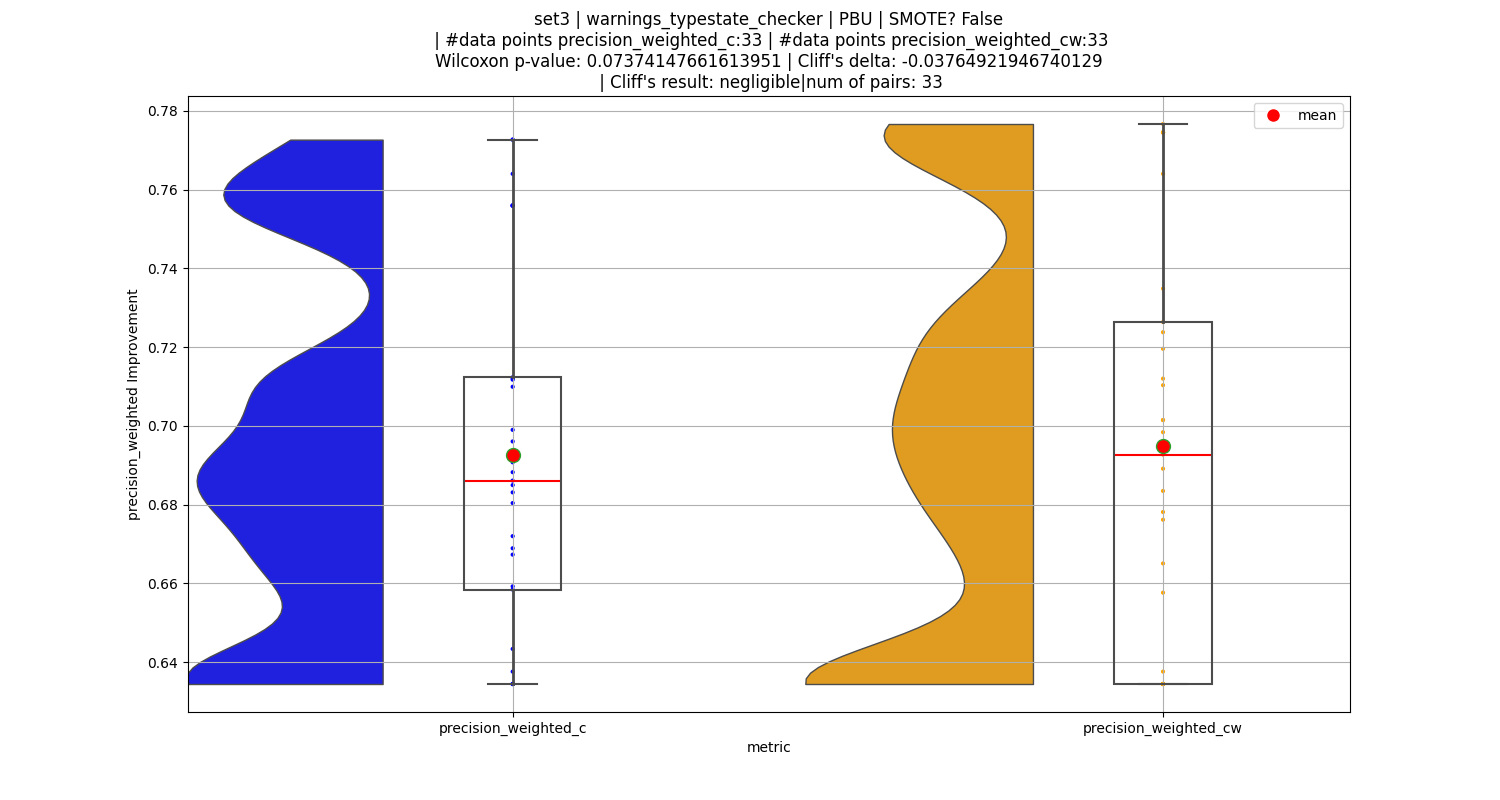 set3 | warnings_typestate_checker | PBU | SMOTE? False
| #data points precision_weighted_c:33 | #data points precision_weighted_cw:33
Wilcoxon p-value: 0.07374147661613951 | Cliff's delta: -0.03764921946740129
| Cliff's result: negligible|num of pairs: 33
mean
0.78
0.76
0.74
0.72
0.70
0.68
0.66
0.64
precision_weighted Improvement
precision_weighted_c
precision_weighted_cw
metric